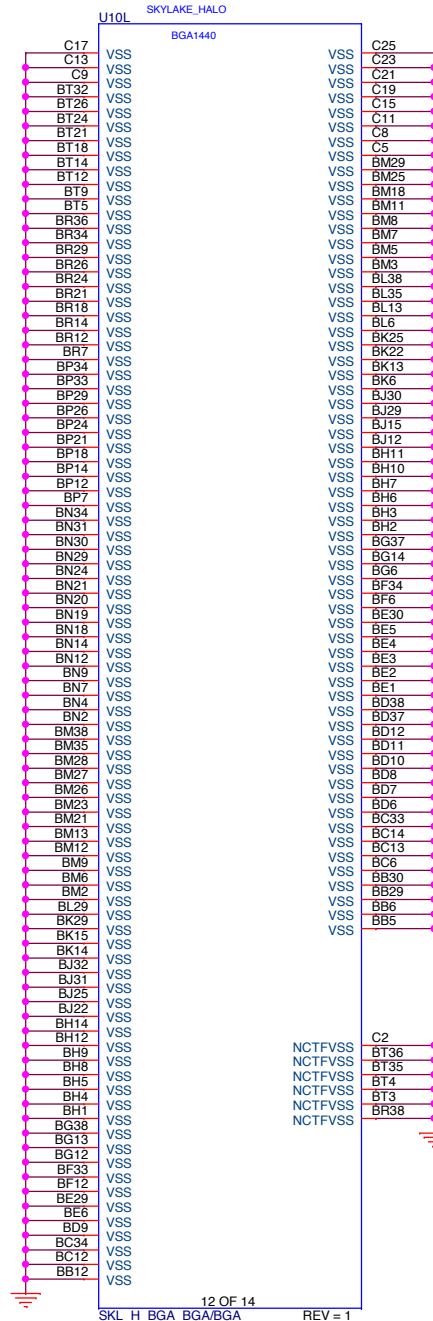 SKYLAKE_HALO
U10L
BGA1440
C17 VSS VSS C25
C13 VSS VSS C23
C9 VSS VSS C21
BT32 VSS VSS C19
BT26 VSS VSS C15
BT24 VSS VSS C11
BT21 VSS VSS C8
BT18 VSS VSS C5
BT14 VSS VSS BM29
BT12 VSS VSS BM25
BT9 VSS VSS BM18
BT5 VSS VSS BM11
BR36 VSS VSS BM8
BR34 VSS VSS BM7
BR29 VSS VSS BM5
BR26 VSS VSS BM3
BR24 VSS VSS BL38
BR21 VSS VSS BL35
BR18 VSS VSS BL13
BR14 VSS VSS BL6
BR12 VSS VSS BK25
BR7 VSS VSS BK22
BP34 VSS VSS BK13
BP33 VSS VSS BK6
BP29 VSS VSS BJ30
BP26 VSS VSS BJ29
BP24 VSS VSS BJ15
BP21 VSS VSS BJ12
BP18 VSS VSS BH11
BP14 VSS VSS BH10
BP12 VSS VSS BH7
BP7 VSS VSS BH6
BN34 VSS VSS BH3
BN31 VSS VSS BH2
BN30 VSS VSS BG37
BN29 VSS VSS BG14
BN24 VSS VSS BG6
BN21 VSS VSS BF34
BN20 VSS VSS BF6
BN19 VSS VSS BE30
BN18 VSS VSS BE5
BN14 VSS VSS BE4
BN12 VSS VSS BE3
BN9 VSS VSS BE2
BN7 VSS VSS BE1
BN4 VSS VSS BD38
BN2 VSS VSS BD37
BM38 VSS VSS BD12
BM35 VSS VSS BD11
BM28 VSS VSS BD10
BM27 VSS VSS BD8
BM26 VSS VSS BD7
BM23 VSS VSS BD6
BM21 VSS VSS BC33
BM13 VSS VSS BC14
BM12 VSS VSS BC13
BM9 VSS VSS BC6
BM6 VSS VSS BB30
BM2 VSS VSS BB29
BL29 VSS VSS BB6
BK29 VSS VSS BB5
BK15 VSS
BK14 VSS
BJ32 VSS
BJ31 VSS
BJ25 VSS
BJ22 VSS
BH14 VSS
BH12 VSS NCTFVSS C2
BH9 VSS NCTFVSS BT36
BH8 VSS NCTFVSS BT35
BH5 VSS NCTFVSS BT4
BH4 VSS NCTFVSS BT3
BH1 VSS NCTFVSS BR38
BG38 VSS
BG13 VSS
BG12 VSS
BF33 VSS
BF12 VSS
BE29 VSS
BE6 VSS
BD9 VSS
BC34 VSS
BC12 VSS
BB12 VSS
12 OF 14
SKL_H_BGA_BGA/BGA REV = 1